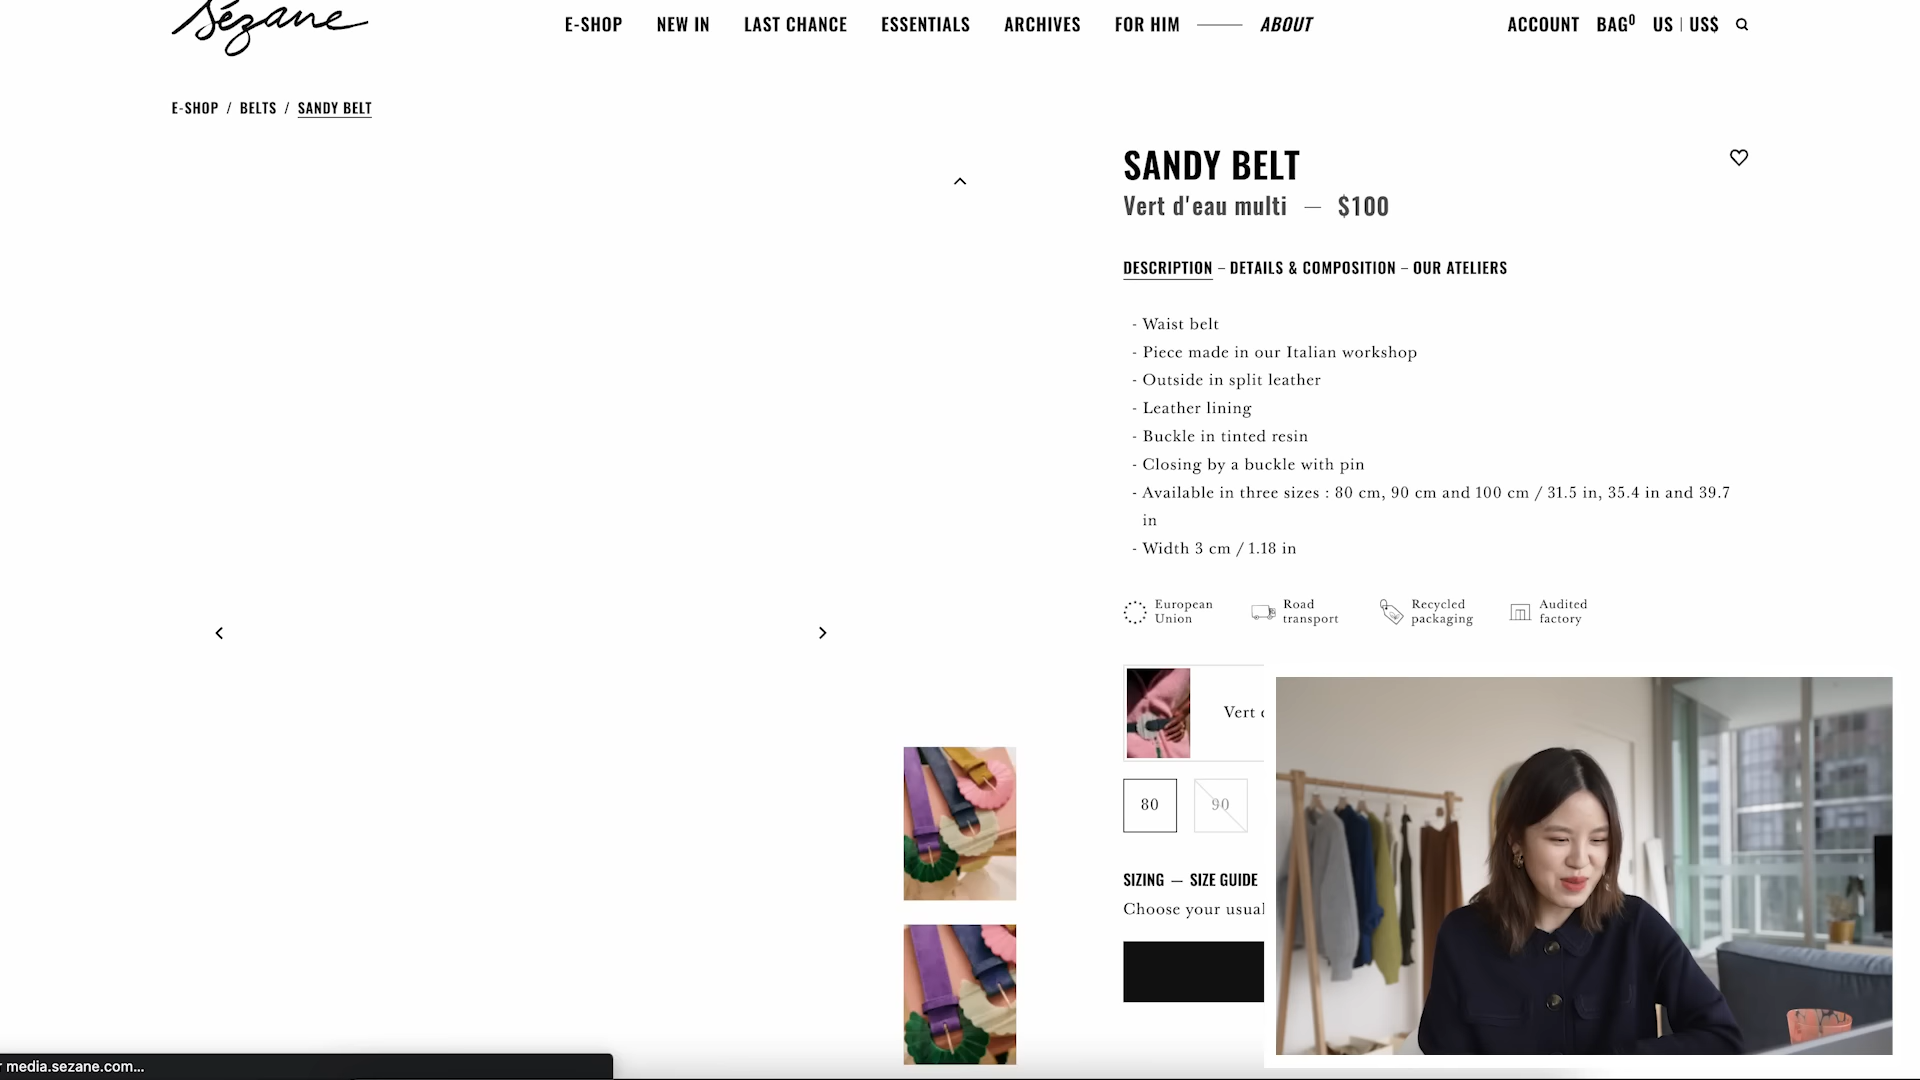 Sézane
E-SHOP NEW IN LAST CHANCE ESSENTIALS ARCHIVES FOR HIM ABOUT ACCOUNT BAG0 US | US$
E-SHOP / BELTS / SANDY BELT
SANDY BELT
Vert d'eau multi — $100
DESCRIPTION – DETAILS & COMPOSITION – OUR ATELIERS
- Waist belt
- Piece made in our Italian workshop
- Outside in split leather
- Leather lining
- Buckle in tinted resin
- Closing by a buckle with pin
- Available in three sizes : 80 cm, 90 cm and 100 cm / 31.5 in, 35.4 in and 39.7
in
- Width 3 cm / 1.18 in
European
Union
Road
transport
Recycled
packaging
Audited
factory
Vert
80
90
SIZING — SIZE GUIDE
Choose your usual
media.sezane.com...